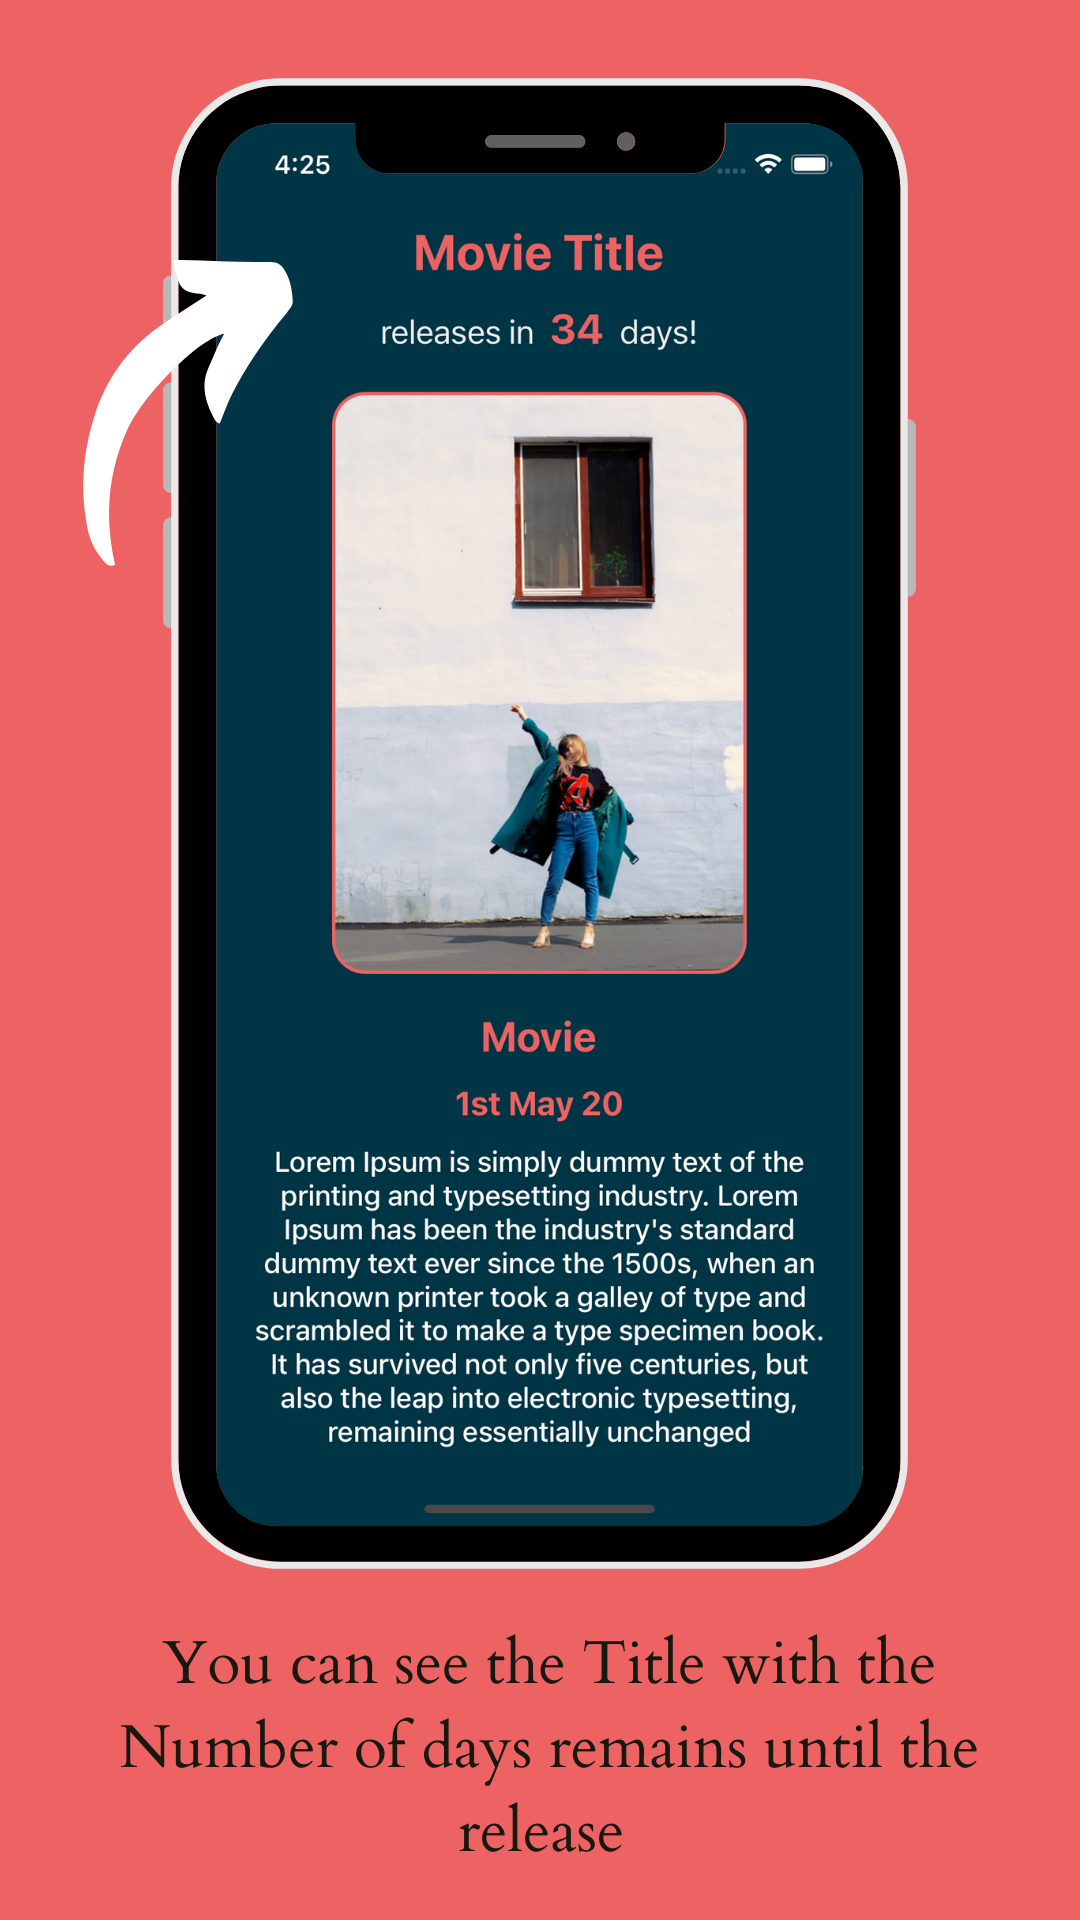 4:25
Movie Title
releases in 34 days!
Movie
1st May 20
Lorem Ipsum is simply dummy text of the
printing and typesetting industry. Lorem
Ipsum has been the industry's standard
dummy text ever since the 1500s, when an
unknown printer took a galley of type and
scrambled it to make a type specimen book.
It has survived not only five centuries, but
also the leap into electronic typesetting,
remaining essentially unchanged
You can see the Title with the
Number of days remains until the
release